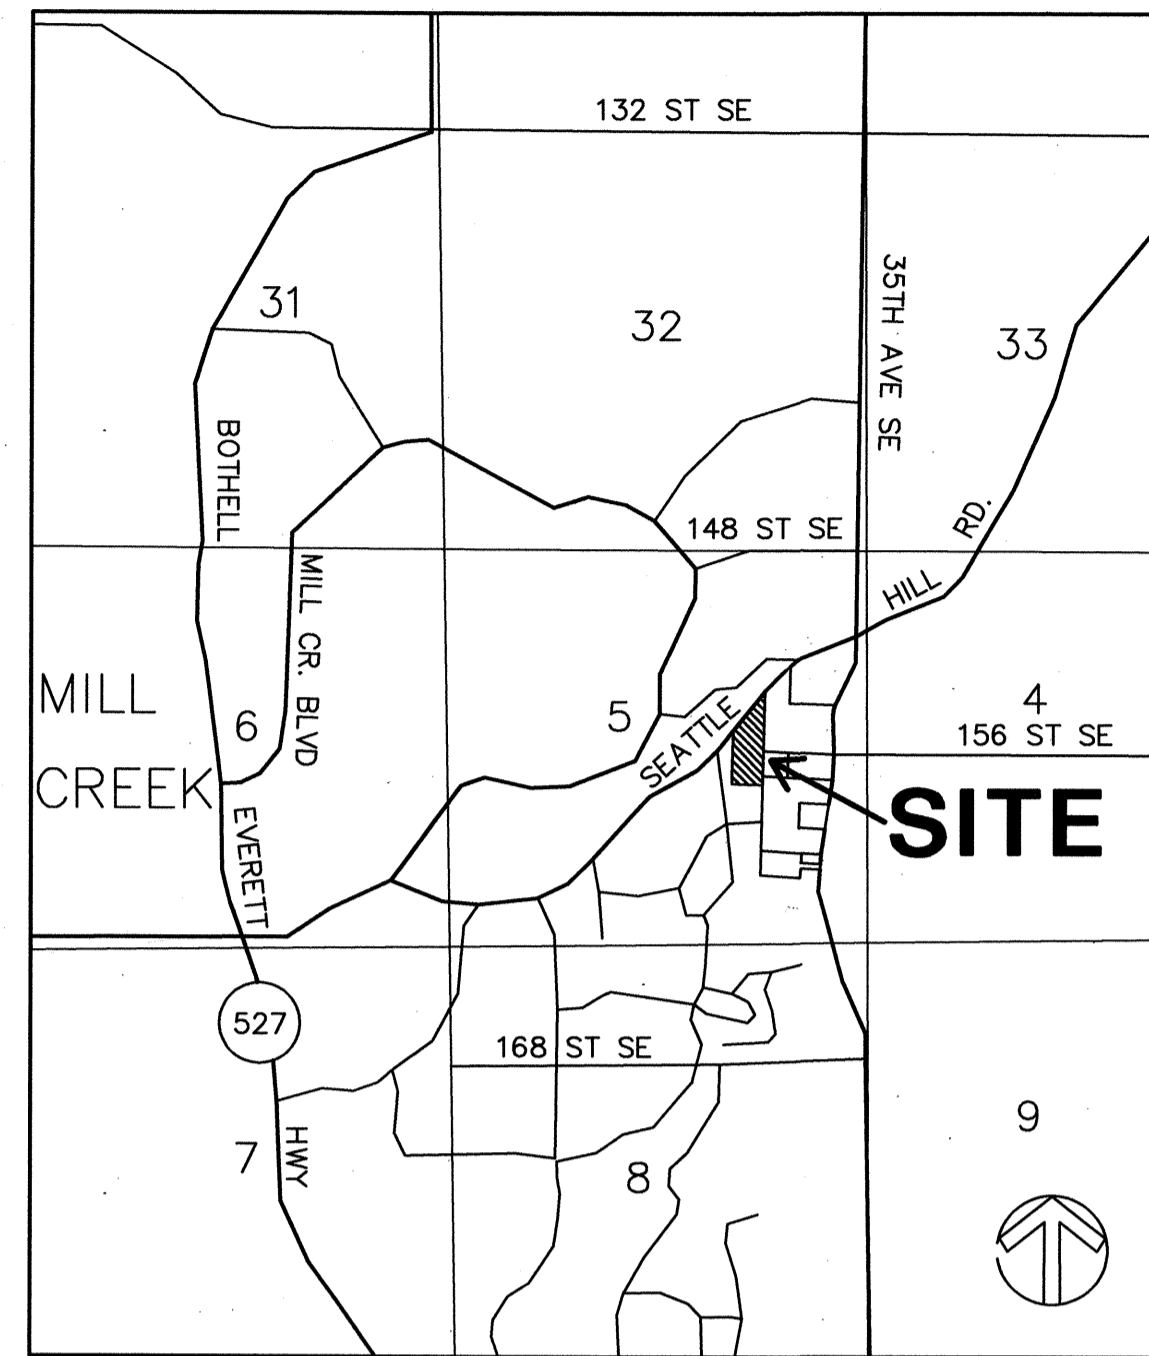 132 ST SE
31
32
33
35TH AVE SE
BOTHELL
148 ST SE
RD.
HILL
MILL CR. BLVD
MILL
CREEK
6
5
4
156 ST SE
SEATTLE
SITE
EVERETT
527
168 ST SE
7
HWY
8
9